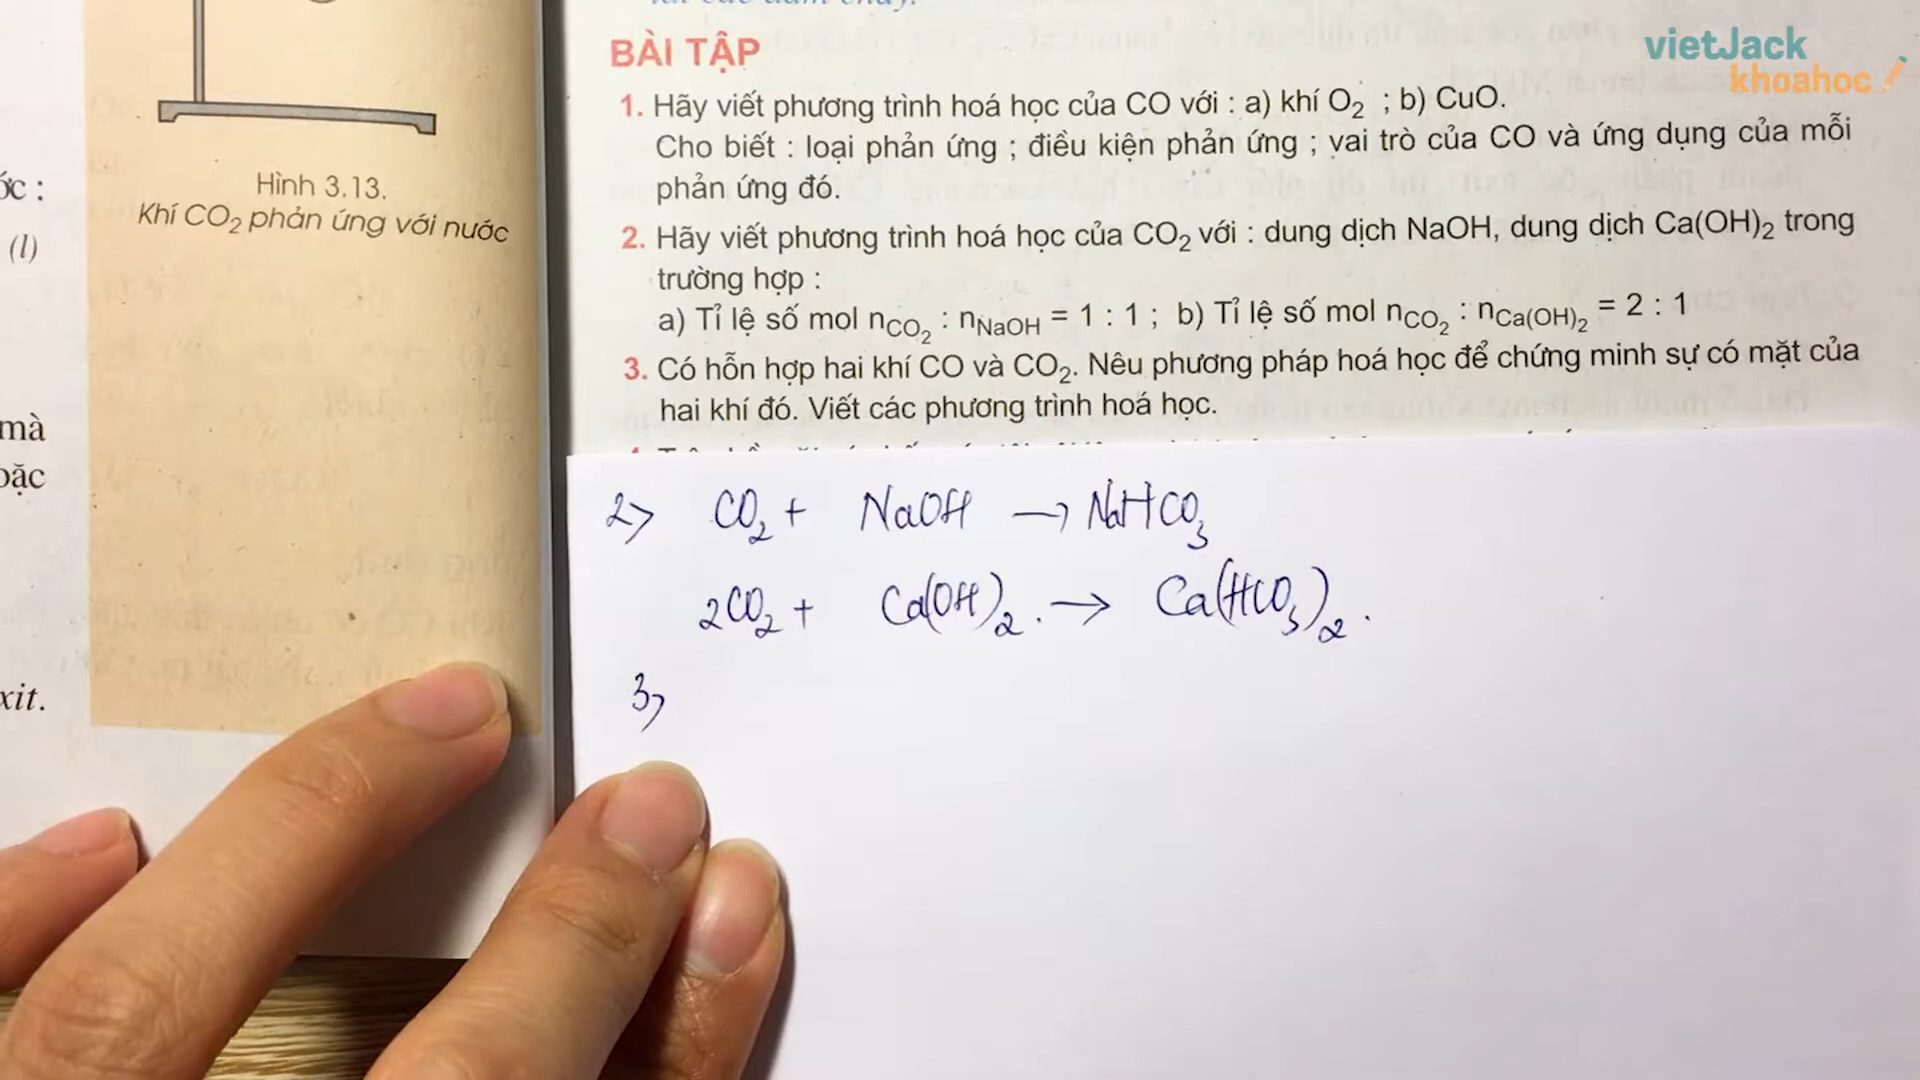 vietJack
khoahoc
ớc :
(l)
mà
oặc
xit.
Hình 3.13.
Khí CO₂ phản ứng với nước
BÀI TẬP
1. Hãy viết phương trình hoá học của CO với : a) khí O₂ ; b) CuO.
Cho biết : loại phản ứng ; điều kiện phản ứng ; vai trò của CO và ứng dụng của mỗi
phản ứng đó.
2. Hãy viết phương trình hoá học của CO₂ với : dung dịch NaOH, dung dịch Ca(OH)₂ trong
trường hợp :
a) Tỉ lệ số mol nCO₂ : nNaOH = 1 : 1 ; b) Tỉ lệ số mol nCO₂ : nCa(OH)₂ = 2 : 1
3. Có hỗn hợp hai khí CO và CO₂. Nêu phương pháp hoá học để chứng minh sự có mặt của
hai khí đó. Viết các phương trình hoá học.
2> CO₂ + NaOH → NaHCO₃
2CO₂ + Ca(OH)₂. → Ca(HCO₃)₂.
3,